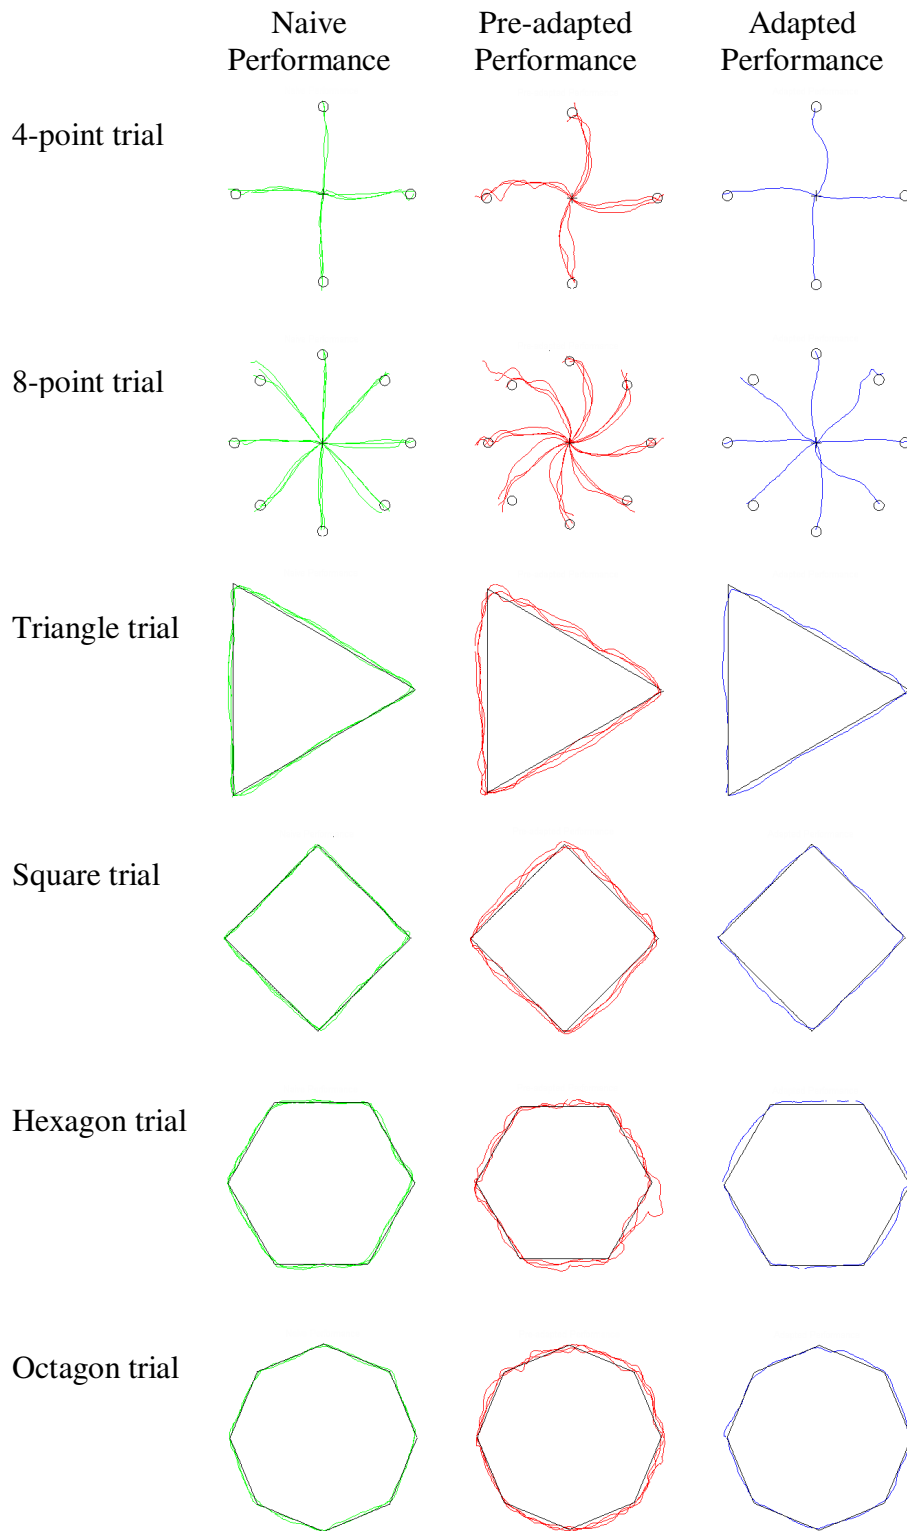 Naive
Performance
Pre-adapted
Performance
Adapted
Performance
4-point trial
8-point trial
Triangle trial
Square trial
Hexagon trial
Octagon trial